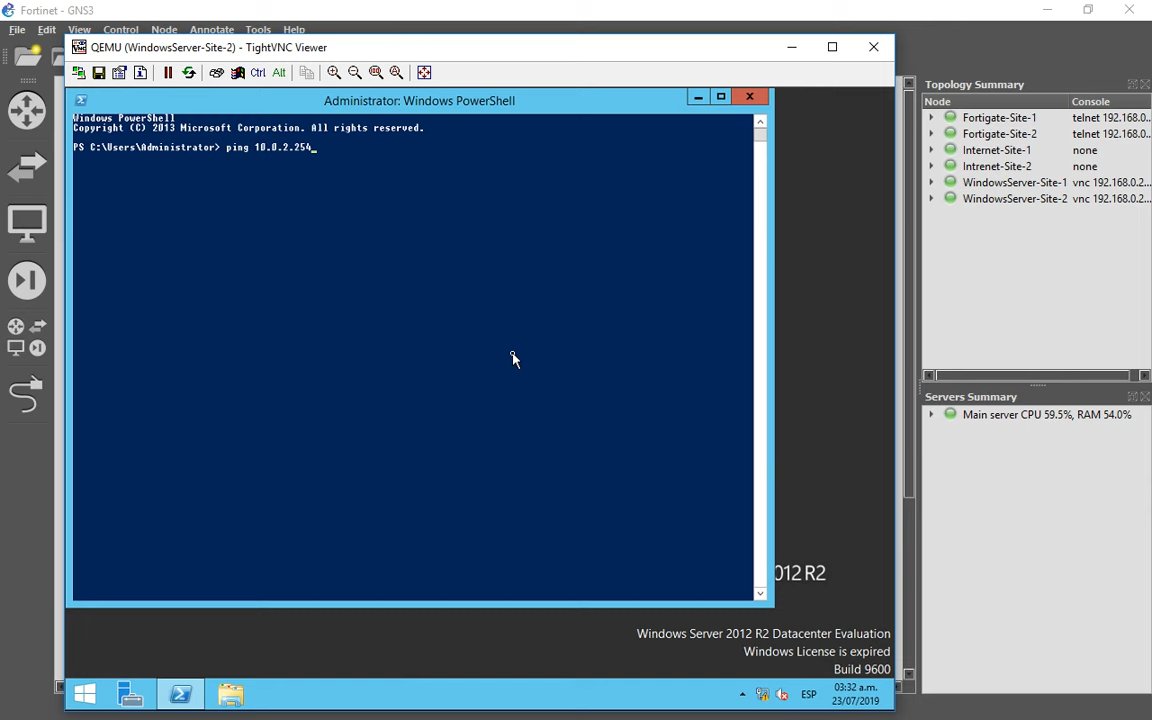 Fortinet - GNS3
File Edit View Control Node Annotate Tools Help
QEMU (WindowsServer-Site-2) - TightVNC Viewer
Ctrl Alt
Administrator: Windows PowerShell
Windows PowerShell
Copyright (C) 2013 Microsoft Corporation. All rights reserved.
PS C:\Users\Administrator> ping 10.0.2.254_
012 R2
Windows Server 2012 R2 Datacenter Evaluation
Windows License is expired
Build 9600
ESP
03:32 a.m.
23/07/2019
Topology Summary
Node Console
Fortigate-Site-1 telnet 192.168.0..
Fortigate-Site-2 telnet 192.168.0..
Internet-Site-1 none
Intrenet-Site-2 none
WindowsServer-Site-1 vnc 192.168.0.2...
WindowsServer-Site-2 vnc 192.168.0.2...
Servers Summary
Main server CPU 59.5%, RAM 54.0%